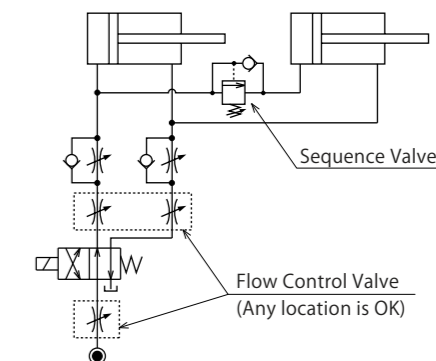 Sequence Valve
Flow Control Valve
(Any location is OK)